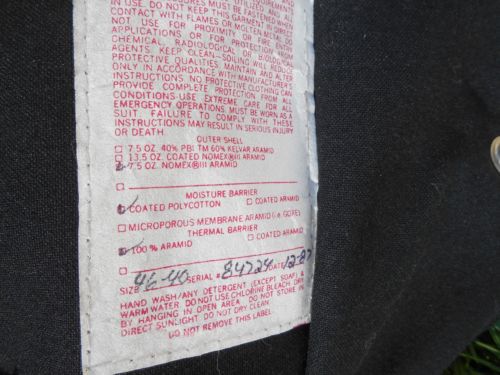 IN USE. DO NOT KEEP THIS GARMENT IN DIRECT
CONTACT WITH FLAMES OR MOLTEN METAL. DO
NOT USE FOR PROXIMITY OR FIRE ENTRY
APPLICATIONS OR FOR PROTECTION FROM
CHEMICAL, RADIOLOGICAL OR BIOLOGICAL
AGENTS. KEEP CLEAN-SOILING WILL REDUCE
PROTECTIVE QUALITIES. MAINTAIN AND ALTER
ONLY IN ACCORDANCE WITH MANUFACTURER'S
INSTRUCTIONS. NO PROTECTIVE CLOTHING CAN
PROVIDE COMPLETE PROTECTION FROM ALL
CONDITIONS-USE EXTREME CARE FOR ALL
EMERGENCY OPERATIONS. MUST BE WORN AS A
SUIT. FAILURE TO COMPLY WITH THESE
INSTRUCTIONS MAY RESULT IN SERIOUS INJURY
OR DEATH.
OUTER SHELL
7.5 OZ. 40% PBI TM 60% KELVAR ARAMID
13.5 OZ. COATED NOMEX®III ARAMID
7.5 OZ. NOMEX®III ARAMID
MOISTURE BARRIER
COATED POLYCOTTON COATED ARAMID
MICROPOROUS MEMBRANE ARAMID (i.e. GORE)
THERMAL BARRIER
100% ARAMID COATED ARAMID
SIZE 46-40 SERIAL # 84724 DATE 12-87
HAND WASH/ANY DETERGENT (EXCEPT SOAP) &
WARM WATER. DO NOT USE CHLORINE BLEACH. DRY
BY HANGING IN OPEN AREA. DO NOT STORE IN
DIRECT SUNLIGHT. DO NOT DRY CLEAN.
DO NOT REMOVE THIS LABEL